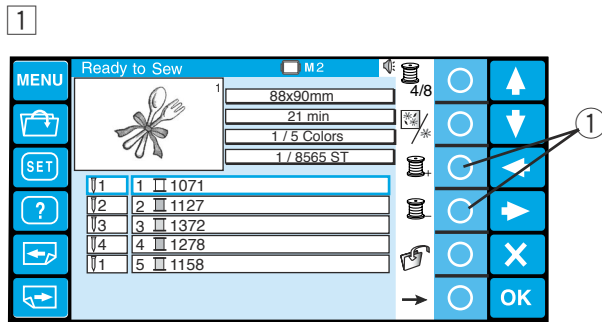 1
MENU
Ready to Sew M2
1
4/8
88x90mm
21 min
1 / 5 Colors
1 / 8565 ST
1
SET
?
1 1 1071
2 2 1127
3 3 1372
4 4 1278
1 5 1158
+
−
X
OK